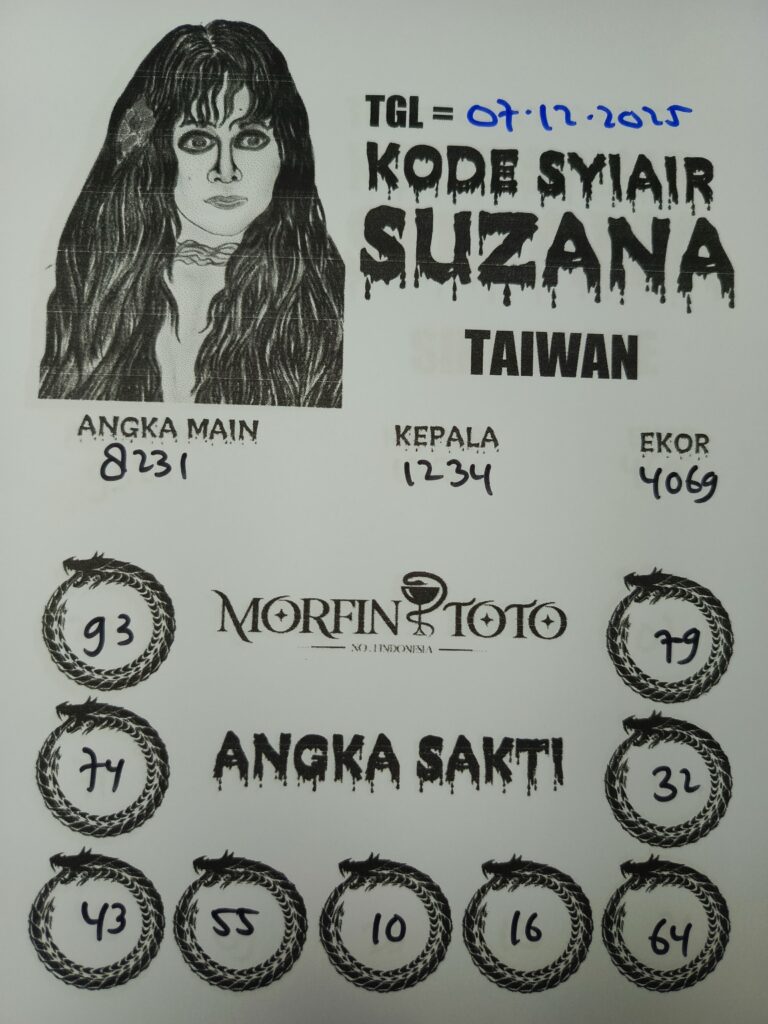 TGL = 07.12.2025
KODE SYIAIR
SUZANA
TAIWAN
ANGKA MAIN KEPALA EKOR
8231 1234 4069
93 MORFIN TOTO 79
NO.1 INDONESIA
74 ANGKA SAKTI 32
43 55 10 16 64